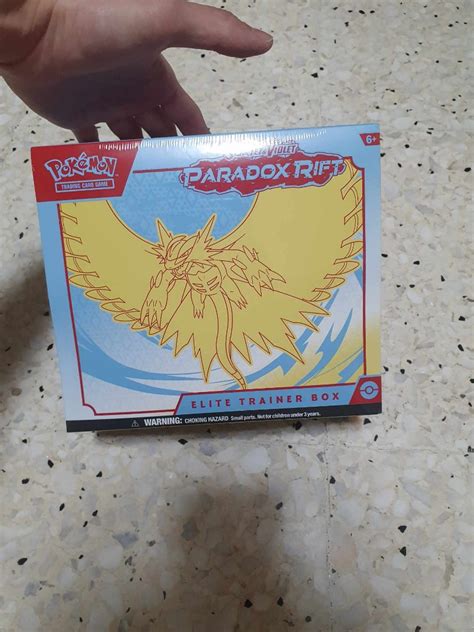 6+
POKéMON
TRADING CARD GAME
VIOLET
PARADOX RIFT
ELITE TRAINER BOX
WARNING: CHOKING HAZARD Small parts. Not for children under 3 years.